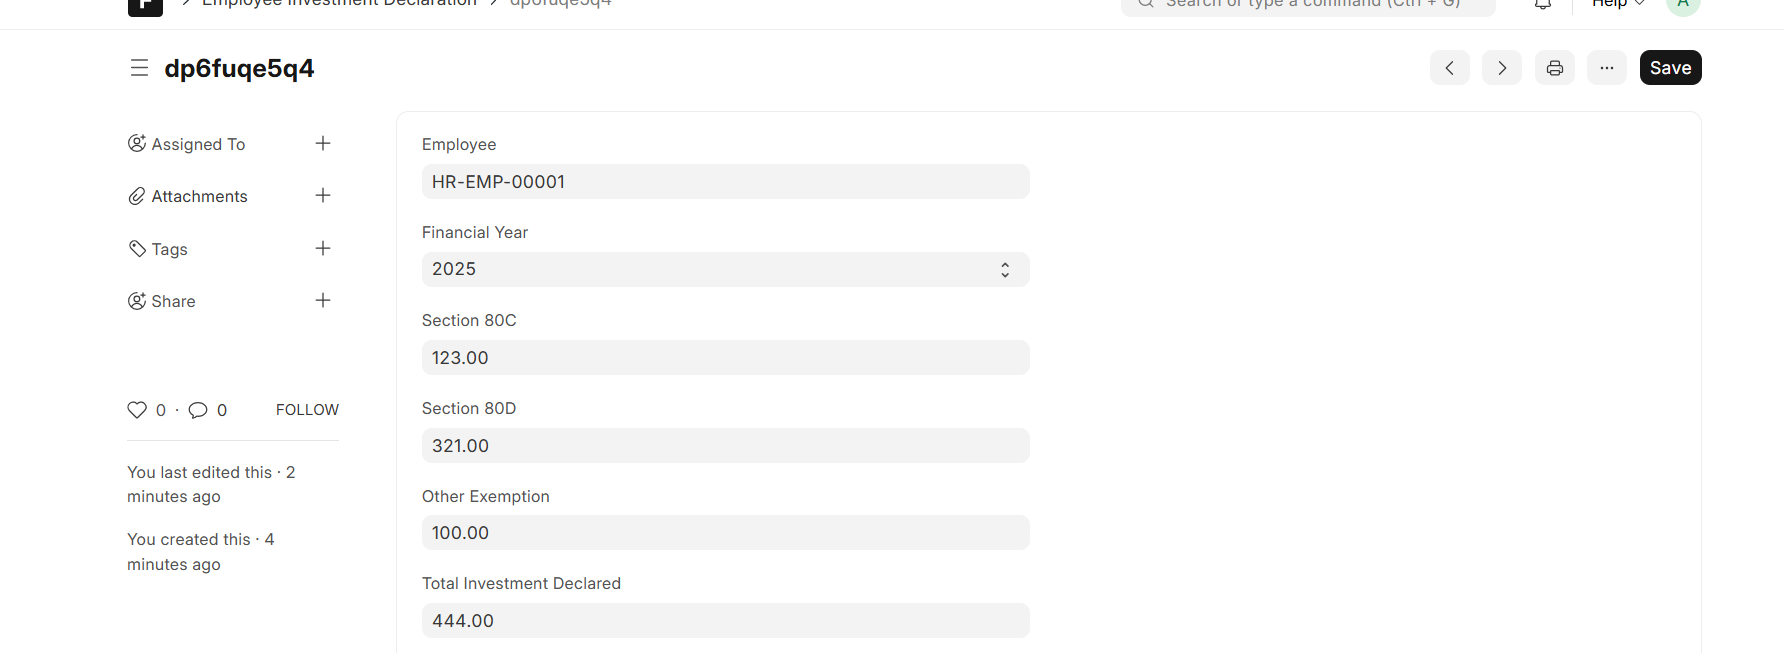 Employee Investment Declaration
dp6fuqe5q4
Search or type a command (Ctrl + G)
Help
A
dp6fuqe5q4
Save
Assigned To
Attachments
Tags
Share
0 · 0 FOLLOW
You last edited this · 2
minutes ago
You created this · 4
minutes ago
Employee
HR-EMP-00001
Financial Year
2025
Section 80C
123.00
Section 80D
321.00
Other Exemption
100.00
Total Investment Declared
444.00